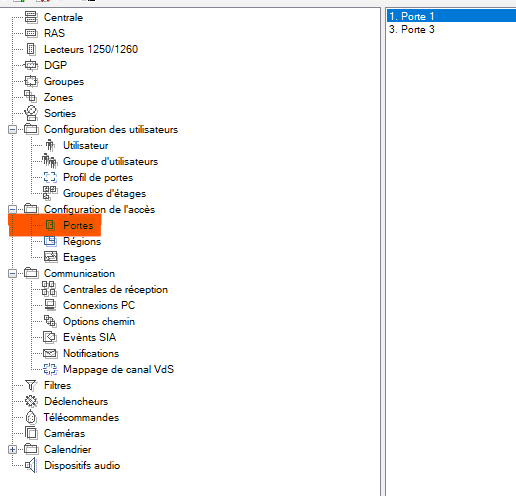 Centrale
RAS
Lecteurs 1250/1260
DGP
Groupes
Zones
Sorties
Configuration des utilisateurs
Utilisateur
Groupe d'utilisateurs
Profil de portes
Groupes d'étages
Configuration de l'accès
Portes
Régions
Etages
Communication
Centrales de réception
Connexions PC
Options chemin
Evènts SIA
Notifications
Mappage de canal VdS
Filtres
Déclencheurs
Télécommandes
Caméras
Calendrier
Dispositifs audio
1. Porte 1
3. Porte 3